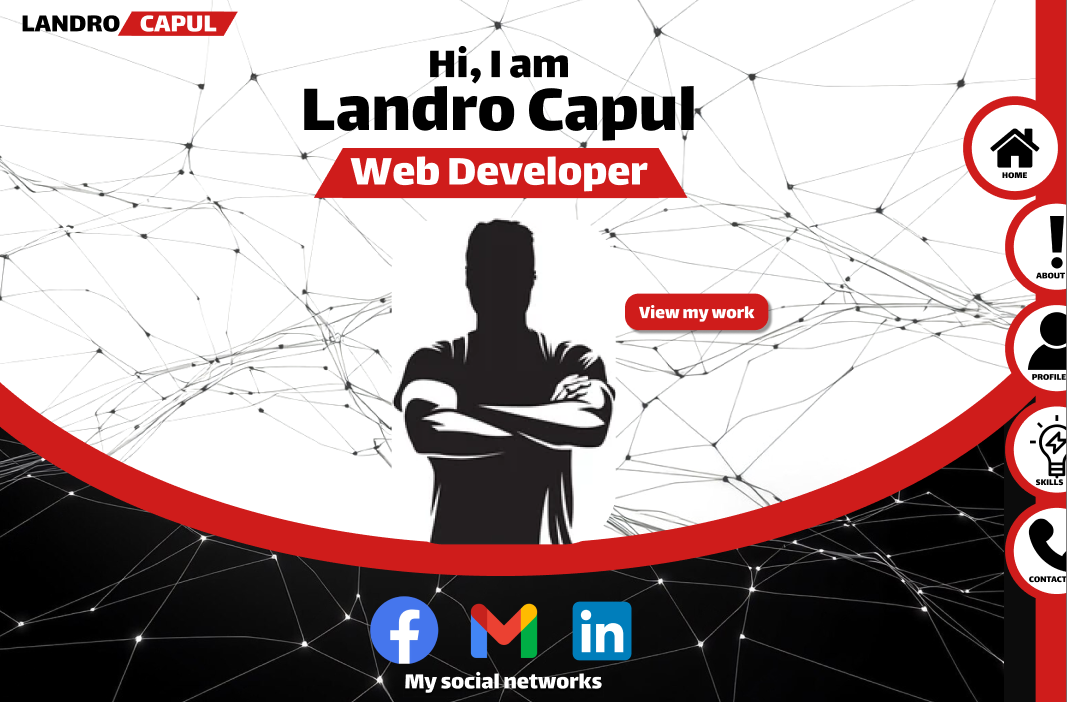 LANDRO CAPUL
Hi, I am
Landro Capul
Web Developer
View my work
HOME
ABOUT
PROFILE
SKILLS
CONTACT
My social networks